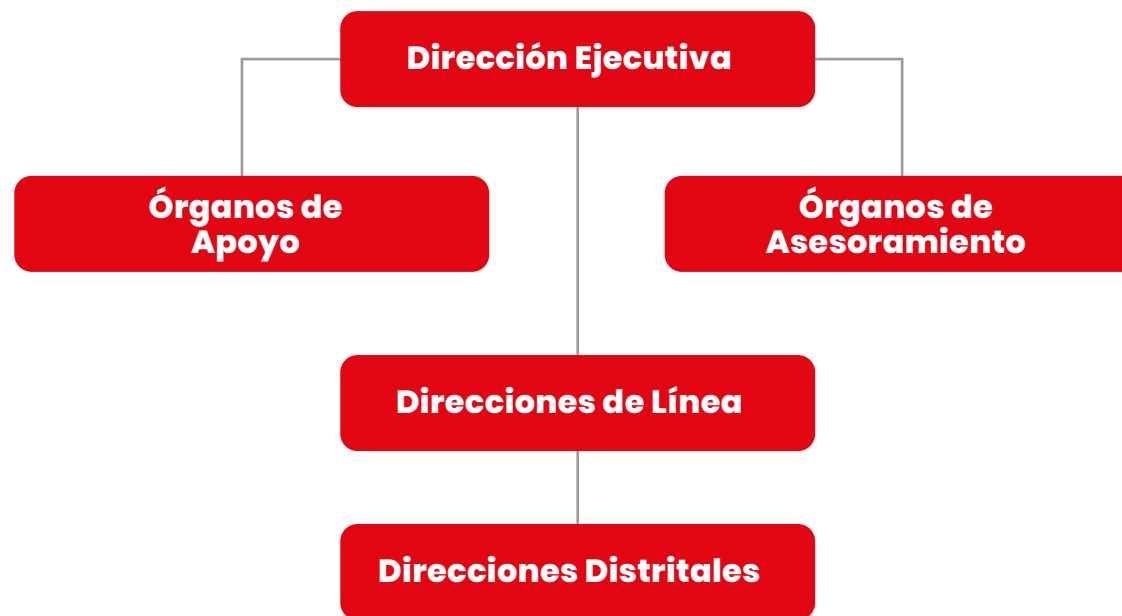 Dirección Ejecutiva
Órganos de
Apoyo
Órganos de
Asesoramiento
Direcciones de Línea
Direcciones Distritales